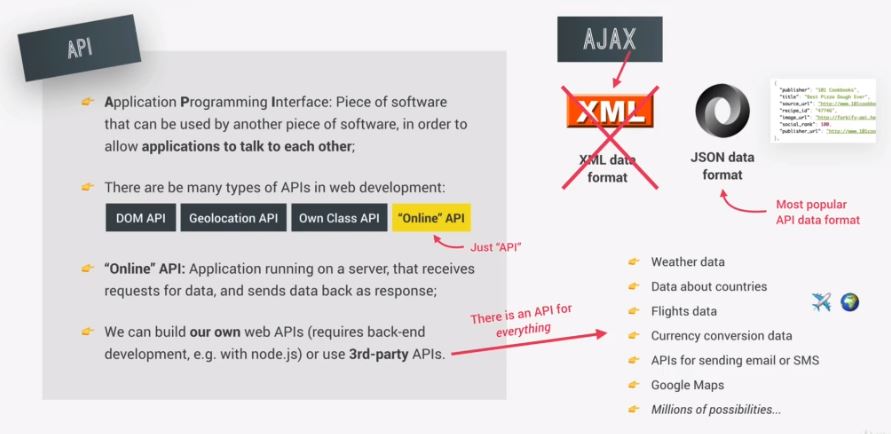 API
Application Programming Interface: Piece of software
that can be used by another piece of software, in order to
allow applications to talk to each other;
There are be many types of APIs in web development:
DOM API
Geolocation API
Own Class API
“Online” API
Just “API”
“Online” API: Application running on a server, that receives
requests for data, and sends data back as response;
We can build our own web APIs (requires back-end
development, e.g. with node.js) or use 3rd-party APIs.
There is an API for
everything
AJAX
XML
XML data
format
JSON data
format
"publisher": "101 Cookbooks",
"title": "Best Pizza Dough Ever",
"source_url": "http://www.101cookbo
"recipe_id": "47746",
"image_url": "http://forkify-api.he
"social_rank": 100,
"publisher_url": "http://www.101coo
},
Most popular
API data format
Weather data
Data about countries
Flights data
Currency conversion data
APIs for sending email or SMS
Google Maps
Millions of possibilities...